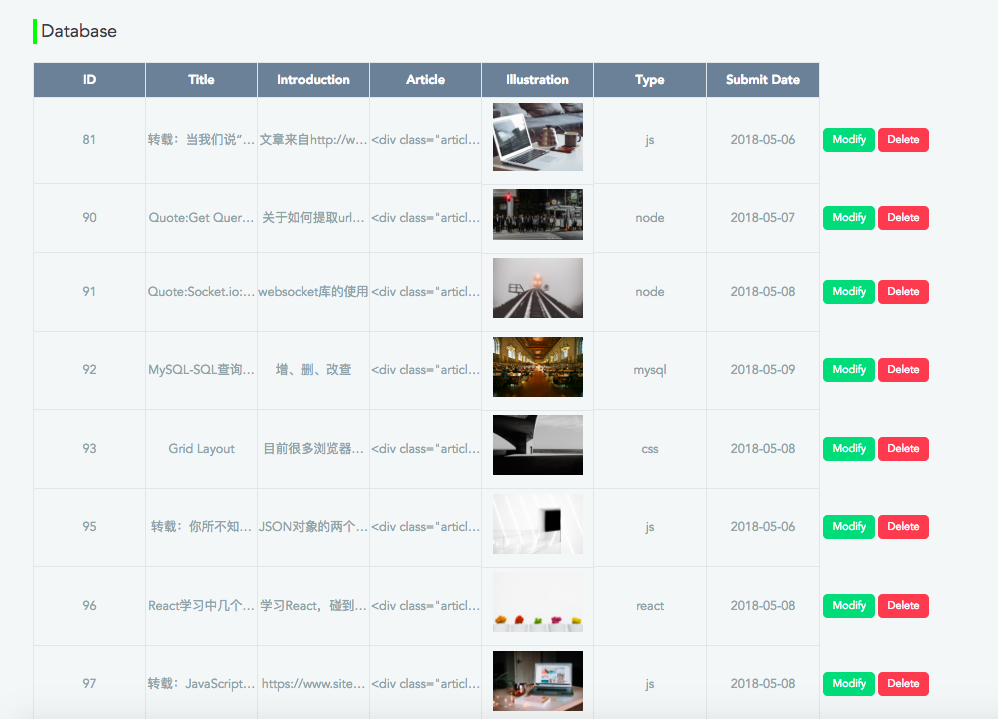 Database
ID Title Introduction Article Illustration Type Submit Date
81 转载：当我们说“... 文章来自http://w... <div class="articl... js 2018-05-06 Modify Delete
90 Quote:Get Quer... 关于如何提取url... <div class="articl... node 2018-05-07 Modify Delete
91 Quote:Socket.io:... websocket库的使用 <div class="articl... node 2018-05-08 Modify Delete
92 MySQL-SQL查询... 增、删、改查 <div class="articl... mysql 2018-05-09 Modify Delete
93 Grid Layout 目前很多浏览器... <div class="articl... css 2018-05-08 Modify Delete
95 转载：你所不知... JSON对象的两个... <div class="articl... js 2018-05-06 Modify Delete
96 React学习中几个... 学习React，碰到... <div class="articl... react 2018-05-08 Modify Delete
97 转载：JavaScript... https://www.site... <div class="articl... js 2018-05-08 Modify Delete